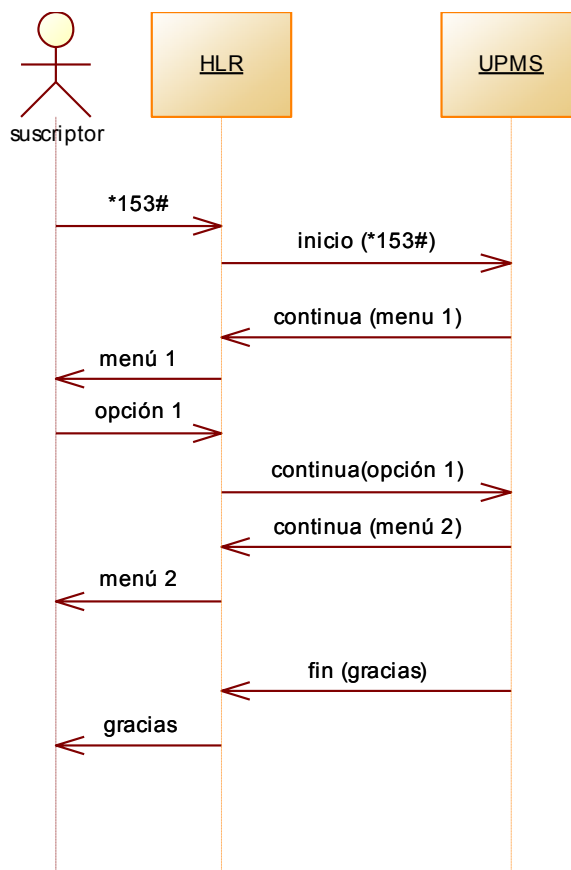 HLR
UPMS
suscriptor
*153#
inicio (*153#)
continua (menu 1)
menú 1
opción 1
continua(opción 1)
continua (menú 2)
menú 2
fin (gracias)
gracias